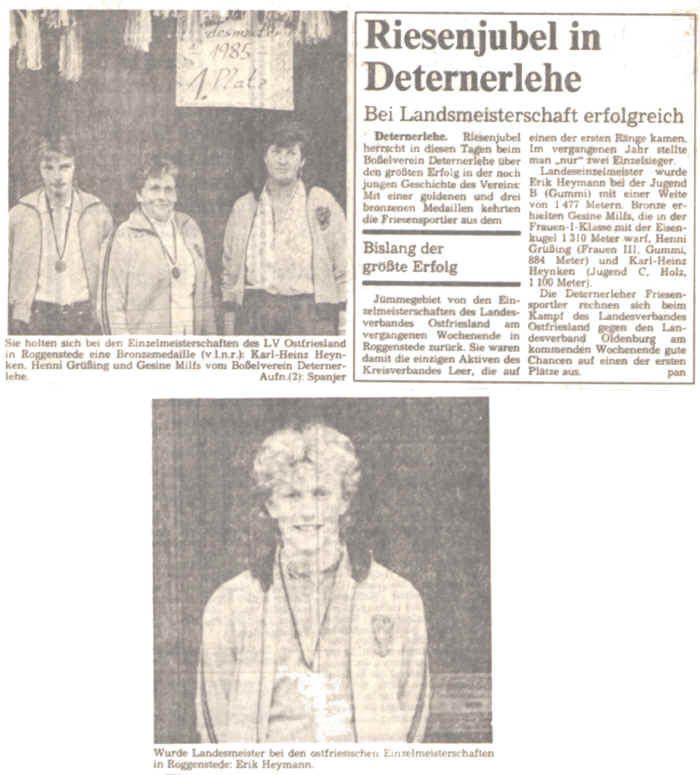 desmeister
1985
1. Platz
Sie holten sich bei den Einzelmeisterschaften des LV Ostfriesland
in Roggenstede eine Bronzemedaille (v.l.n.r.): Karl-Heinz Heyn-
ken, Henni Grüßing und Gesine Milfs vom Boßelverein Deterner-
lehe. Aufn.(2): Spanjer
Riesenjubel in
Deternerlehe
Bei Landsmeisterschaft erfolgreich
Deternerlehe. Riesenjubel
herrscht in diesen Tagen beim
Boßelverein Deternerlehe über
den größten Erfolg in der noch
jungen Geschichte des Vereins:
Mit einer goldenen und drei
bronzenen Medaillen kehrten
die Friesensportler aus dem
Bislang der
größte Erfolg
Jümmegebiet von den Ein-
zelmeisterschaften des Landes-
verbandes Ostfriesland am
vergangenen Wochenende in
Roggenstede zurück. Sie waren
damit die einzigen Aktiven des
Kreisverbandes Leer, die auf
einen der ersten Ränge kamen.
Im vergangenen Jahr stellte
man „nur" zwei Einzelsieger.
Landeseinzelmeister wurde
Erik Heymann bei der Jugend
B (Gummi) mit einer Weite
von 1 477 Metern. Bronze er-
hielten Gesine Milfs, die in der
Frauen-I-Klasse mit der Eisen-
kugel 1 310 Meter warf, Henni
Grüßing (Frauen III, Gummi,
884 Meter) und Karl-Heinz
Heynken (Jugend C, Holz,
1 100 Meter).
Die Deternerleher Friesen-
sportler rechnen sich beim
Kampf des Landesverbandes
Ostfriesland gegen den Lan-
desverband Oldenburg am
kommenden Wochenende gute
Chancen auf einen der ersten
Plätze aus. pan
Wurde Landesmeister bei den ostfriesischen Einzelmeisterschaften
in Roggenstede: Erik Heymann.